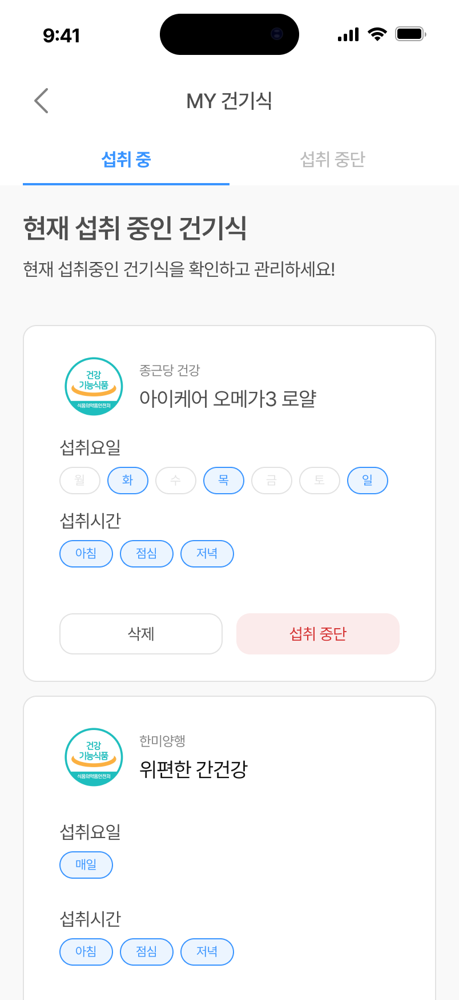 9:41
MY 건기식
섭취 중 섭취 중단
현재 섭취 중인 건기식
현재 섭취중인 건기식을 확인하고 관리하세요!
건강
기능식품
식품의약품안전처
종근당 건강
아이케어 오메가3 로얄
섭취요일
월 화 수 목 금 토 일
섭취시간
아침 점심 저녁
삭제 섭취 중단
건강
기능식품
식품의약품안전처
한미양행
위편한 간건강
섭취요일
매일
섭취시간
아침 점심 저녁